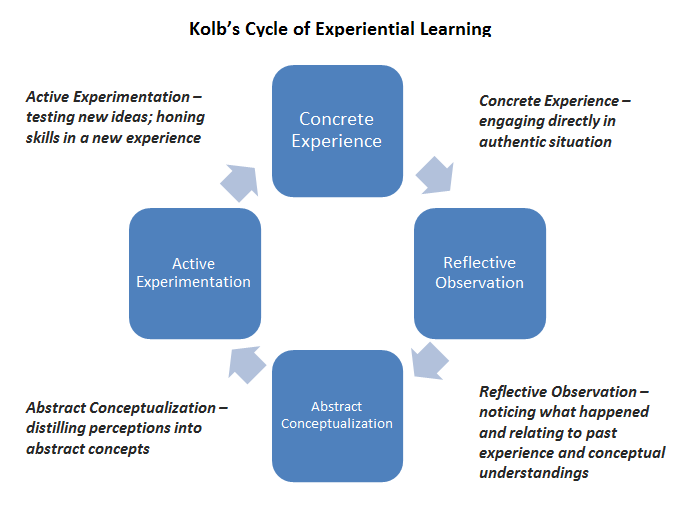 Kolb's Cycle of Experiential Learning
Active Experimentation –
testing new ideas; honing
skills in a new experience
Concrete
Experience
Concrete Experience –
engaging directly in
authentic situation
Active
Experimentation
Reflective
Observation
Abstract Conceptualization –
distilling perceptions into
abstract concepts
Abstract
Conceptualization
Reflective Observation –
noticing what happened
and relating to past
experience and conceptual
understandings